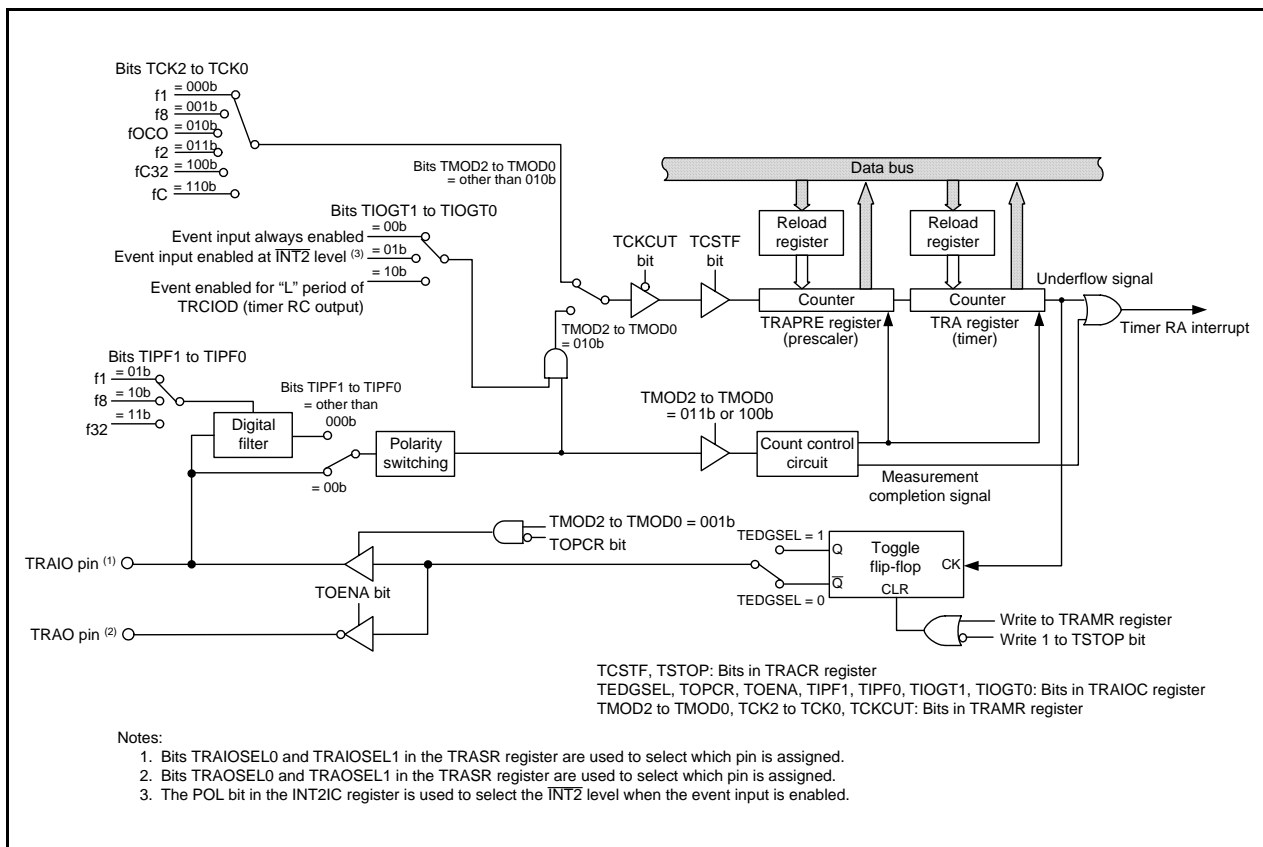 Bits TCK2 to TCK0
= 000b
f1
= 001b
f8
= 010b
fOCO
= 011b
f2
= 100b
fC32
= 110b
fC
Bits TMOD2 to TMOD0
= other than 010b
Data bus
Bits TIOGT1 to TIOGT0
= 00b
Event input always enabled
= 01b
Event input enabled at INT2 level (3)
= 10b
Event enabled for “L” period of
TRCIOD (timer RC output)
TCKCUT
bit
TCSTF
bit
Reload
register
Reload
register
Counter
Counter
TRAPRE register
(prescaler)
TRA register
(timer)
Underflow signal
Timer RA interrupt
TMOD2 to TMOD0
= 010b
Bits TIPF1 to TIPF0
= 01b
f1
= 10b
f8
= 11b
f32
Digital
filter
Bits TIPF1 to TIPF0
= other than
000b
= 00b
Polarity
switching
TMOD2 to TMOD0
= 011b or 100b
Count control
circuit
Measurement
completion signal
TMOD2 to TMOD0 = 001b
TOPCR bit
TRAIO pin (1)
TOENA bit
TRAO pin (2)
TEDGSEL = 1
TEDGSEL = 0
Q
Q
Toggle
flip-flop
CK
CLR
Write to TRAMR register
Write 1 to TSTOP bit
TCSTF, TSTOP: Bits in TRACR register
TEDGSEL, TOPCR, TOENA, TIPF1, TIPF0, TIOGT1, TIOGT0: Bits in TRAIOC register
TMOD2 to TMOD0, TCK2 to TCK0, TCKCUT: Bits in TRAMR register
Notes:
1. Bits TRAIOSEL0 and TRAIOSEL1 in the TRASR register are used to select which pin is assigned.
2. Bits TRAOSEL0 and TRAOSEL1 in the TRASR register are used to select which pin is assigned.
3. The POL bit in the INT2IC register is used to select the INT2 level when the event input is enabled.